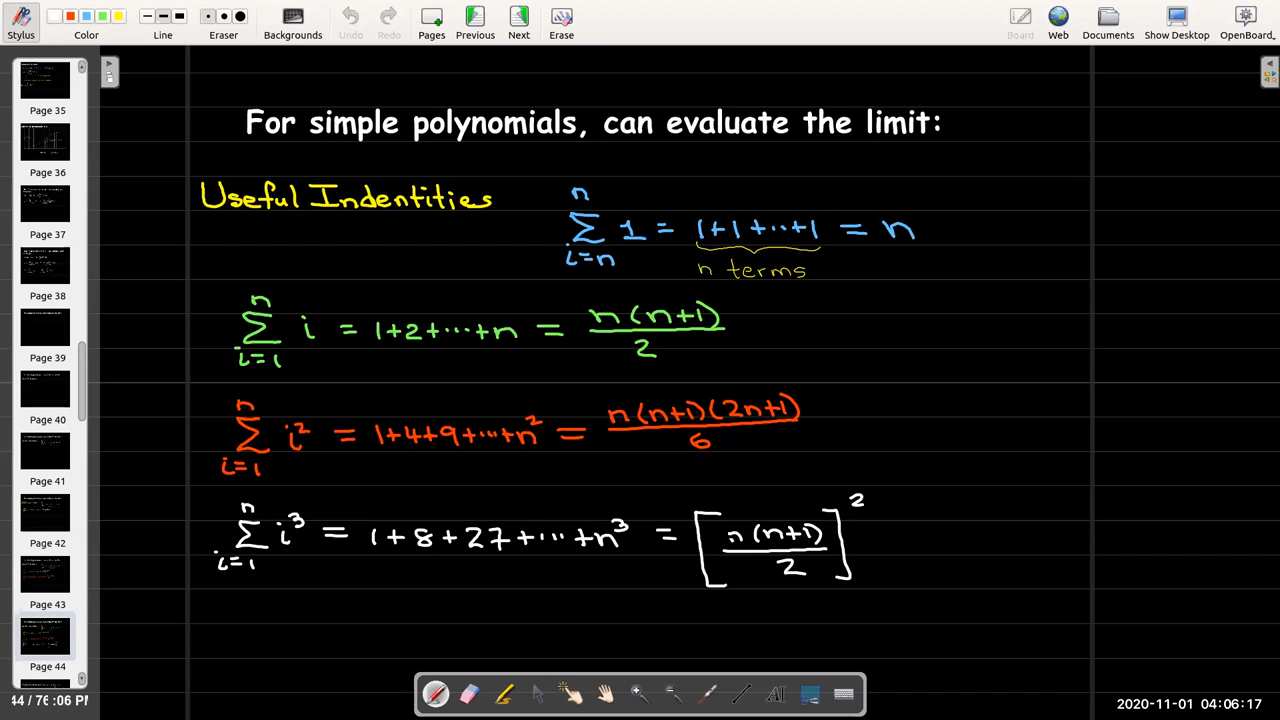 Stylus Color Line Eraser Backgrounds Undo Redo Pages Previous Next Erase Board Web Documents Show Desktop OpenBoard
For simple polynomials, can evaluate the limit:
Useful Indentities
n
∑ 1 = 1+1+...+1 = n
i=n
n terms
n
∑ i = 1+2+...+n = n(n+1)/2
i=1
n
∑ i² = 1+4+9+...+n² = n(n+1)(2n+1)/6
i=1
n
∑ i³ = 1+8+27+...+n³ = [n(n+1)/2]²
i=1
Page 35
Page 36
Page 37
Page 38
Page 39
Page 40
Page 41
Page 42
Page 43
Page 44
44 / 76
:06 PM
2020-11-01 04:06:17